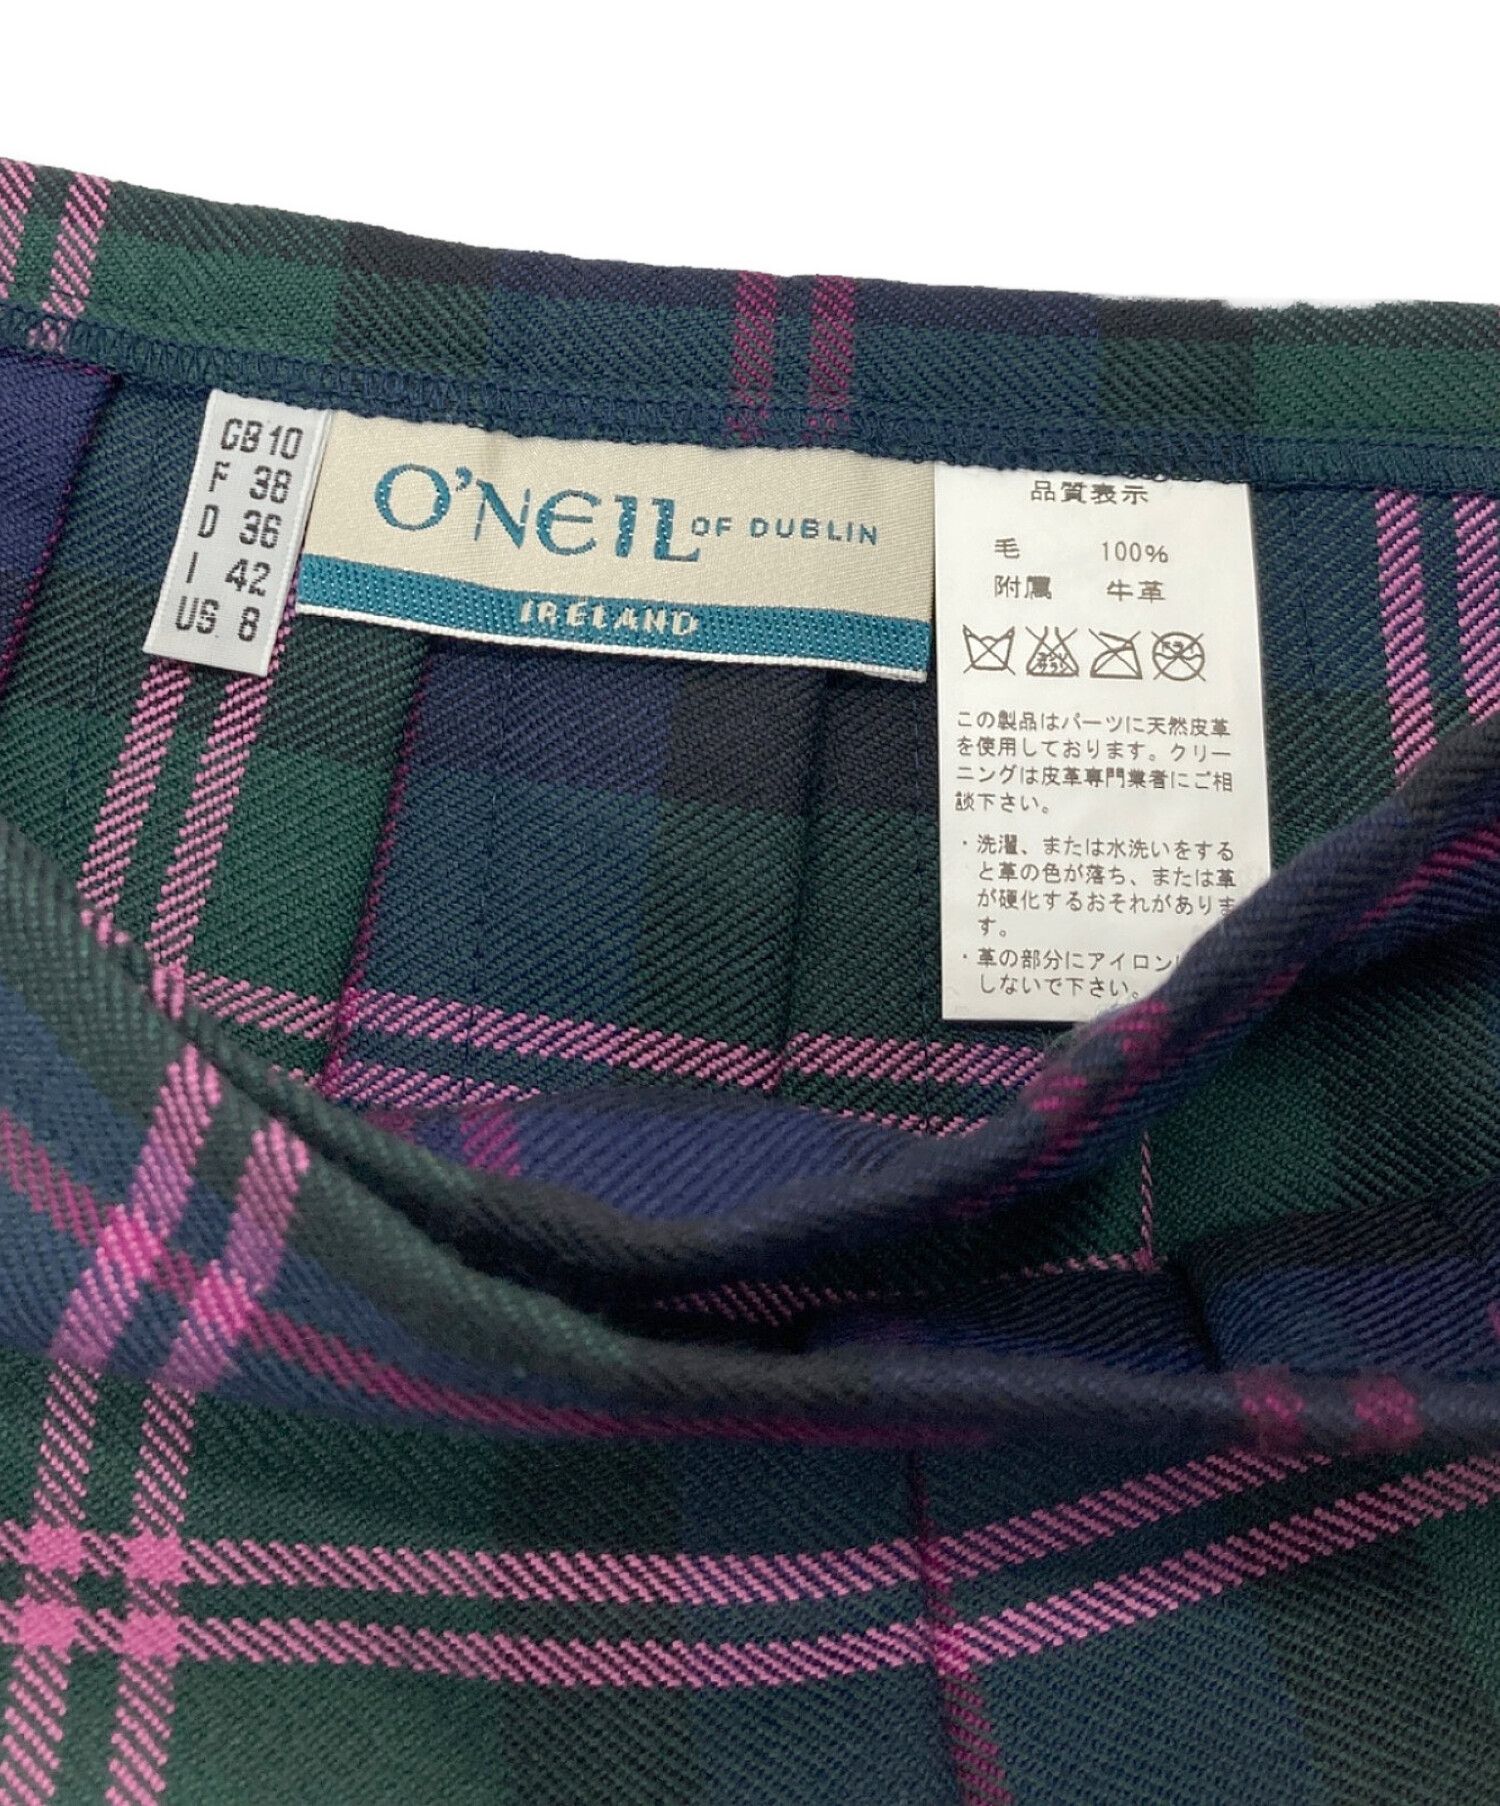 GB 10
F 38
D 36
I 42
US 8
O'NEIL OF DUBLIN
IRELAND
品質表示
毛 100%
附属 牛革
この製品はパーツに天然皮革
を使用しております。クリー
ニングは皮革専門業者にご相
談下さい。
・洗濯、または水洗いをする
と革の色が落ち、または革
が硬化するおそれがありま
す。
・革の部分にアイロン
しないで下さい。